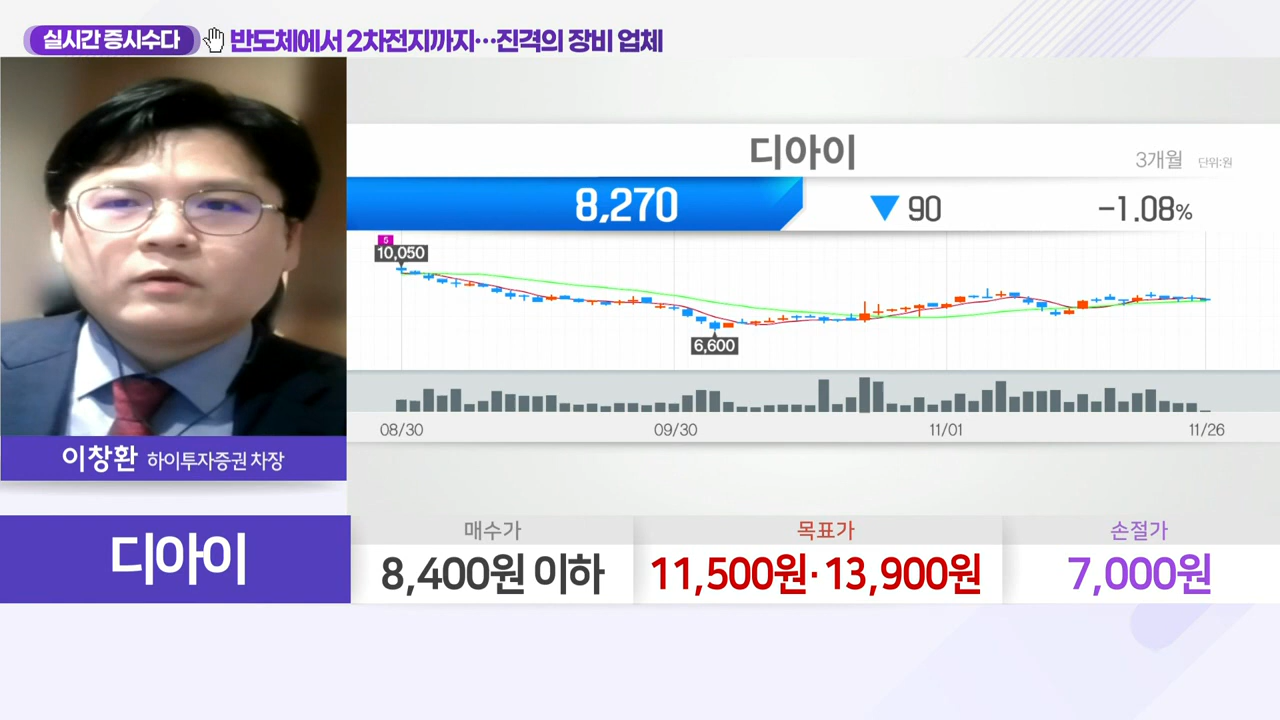 실시간 증시수다
반도체에서 2차전지까…진격의 장비 업체
디아이
3개월 단위:원
8,270 ▼ 90 -1.08%
5
10,050
6,600
08/30 09/30 11/01 11/26
이창환 하이투자증권 차장
디아이
매수가 목표가 손절가
8,400원 이하 11,500원·13,900원 7,000원